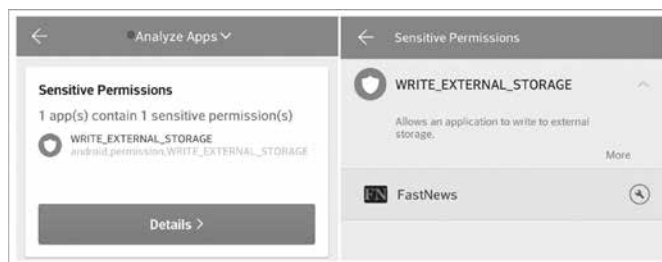 Analyze Apps
Sensitive Permissions
1 app(s) contain 1 sensitive permission(s)
WRITE_EXTERNAL_STORAGE
android.permission.WRITE_EXTERNAL_STORAGE
Details >
Sensitive Permissions
WRITE_EXTERNAL_STORAGE
Allows an application to write to external
storage.
More
FN FastNews